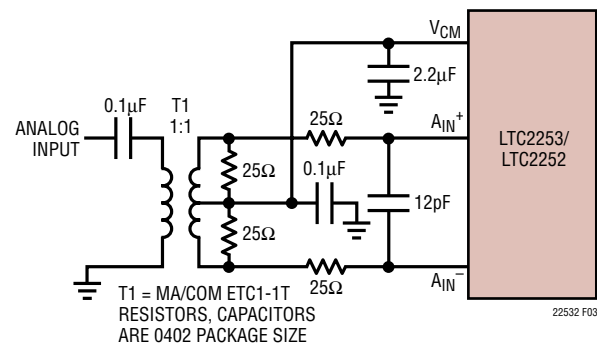 V_CM
2.2µF
0.1µF
T1
1:1
ANALOG
INPUT
25Ω
A_IN^+
LTC2253/
LTC2252
25Ω
0.1µF
12pF
25Ω
25Ω
A_IN^–
T1 = MA/COM ETC1-1T
RESISTORS, CAPACITORS
ARE 0402 PACKAGE SIZE
22532 F03